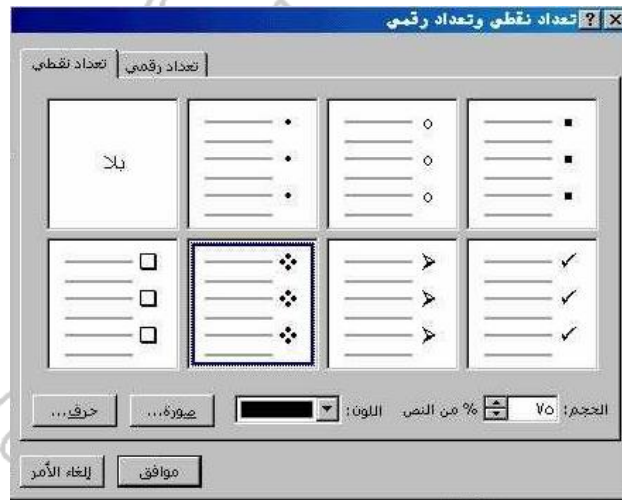 تعداد نقطي وتعداد رقمي
تعداد نقطي تعداد رقمي
بلا
الحجم: ٧٥ % من النص اللون: صورة... حرف...
موافق إلغاء الأمر